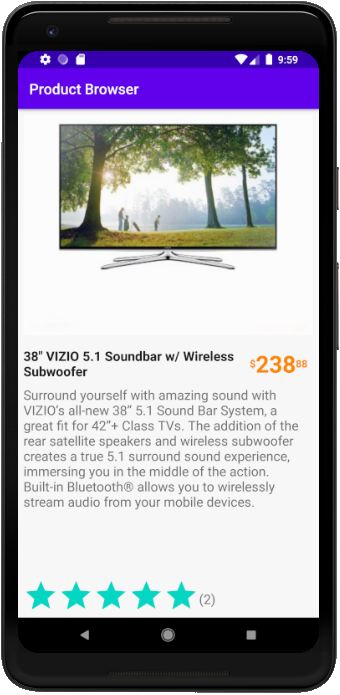 9:59
Product Browser
38" VIZIO 5.1 Soundbar w/ Wireless
Subwoofer
$238 88
Surround yourself with amazing sound with
VIZIO's all-new 38” 5.1 Sound Bar System, a
great fit for 42”+ Class TVs. The addition of the
rear satellite speakers and wireless subwoofer
creates a true 5.1 surround sound experience,
immersing you in the middle of the action.
Built-in Bluetooth® allows you to wirelessly
stream audio from your mobile devices.
(2)